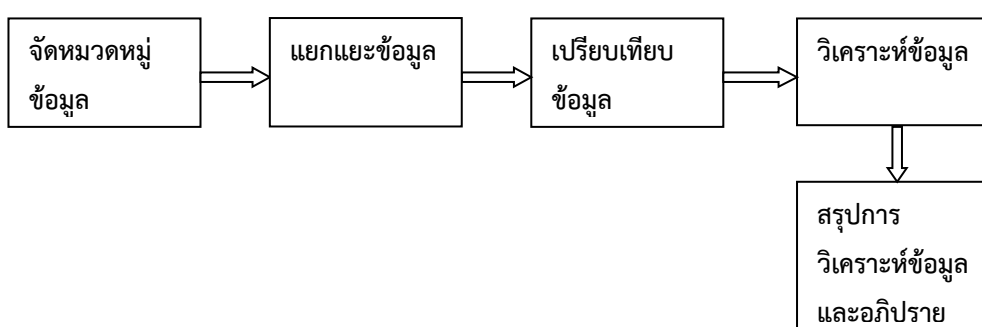 จัดหมวดหมู่
ข้อมูล
แยกแยะข้อมูล
เปรียบเทียบ
ข้อมูล
วิเคราะห์ข้อมูล
สรุปการ
วิเคราะห์ข้อมูล
และอภิปราย